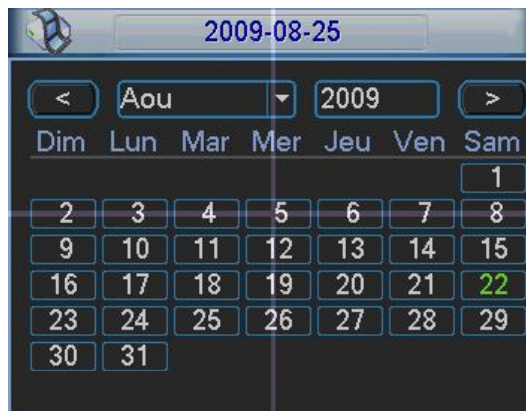 2009-08-25
< Aou 2009 >
Dim Lun Mar Mer Jeu Ven Sam
1
2 3 4 5 6 7 8
9 10 11 12 13 14 15
16 17 18 19 20 21 22
23 24 25 26 27 28 29
30 31